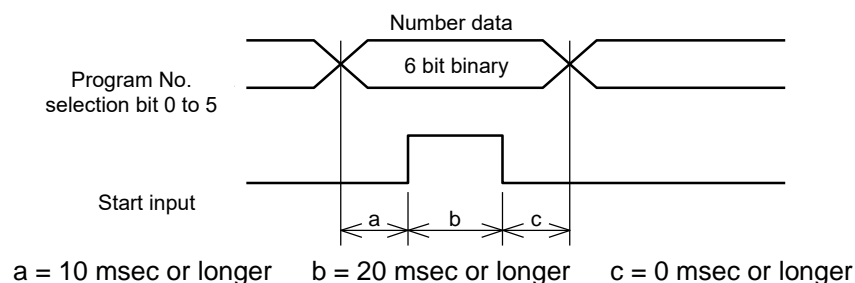 Number data
6 bit binary
Program No.
selection bit 0 to 5
Start input
a b c
a = 10 msec or longer b = 20 msec or longer c = 0 msec or longer